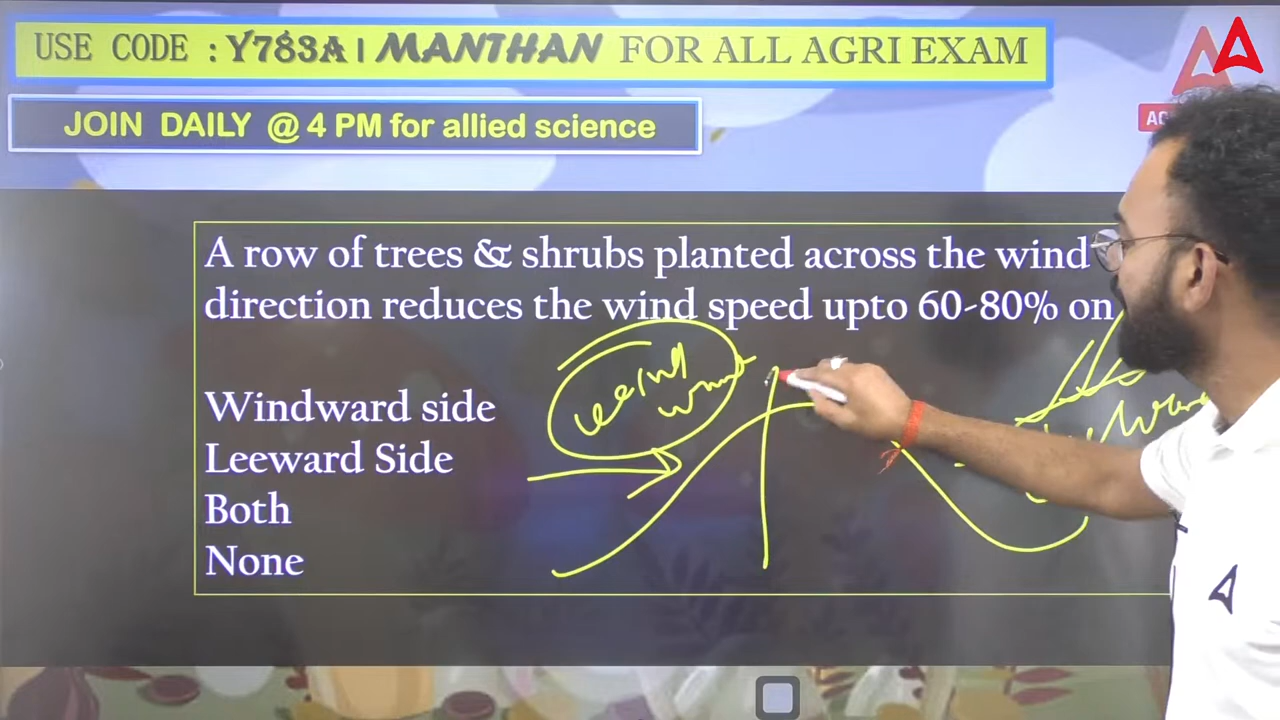 USE CODE : Y783A | MANTHAN FOR ALL AGRI EXAM
JOIN DAILY @ 4 PM for allied science
A row of trees & shrubs planted across the wind
direction reduces the wind speed upto 60-80% on
Windward side
Leeward Side
Both
None